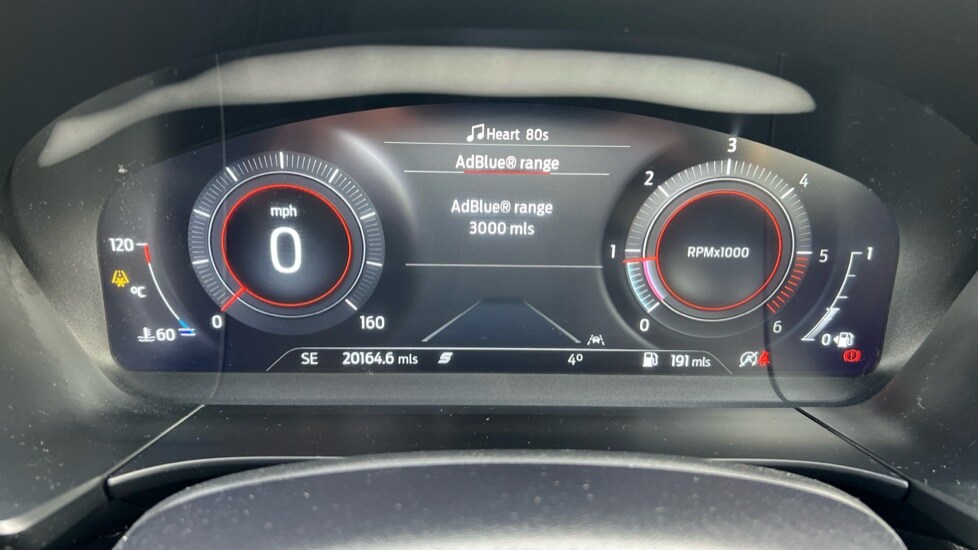 Heart 80s
AdBlue® range
AdBlue® range
3000 mls
mph
0
0
160
120
°C
60
RPMx1000
0
1
2
3
4
5
6
1
0
SE
20164.6 mls
4°
191 mls